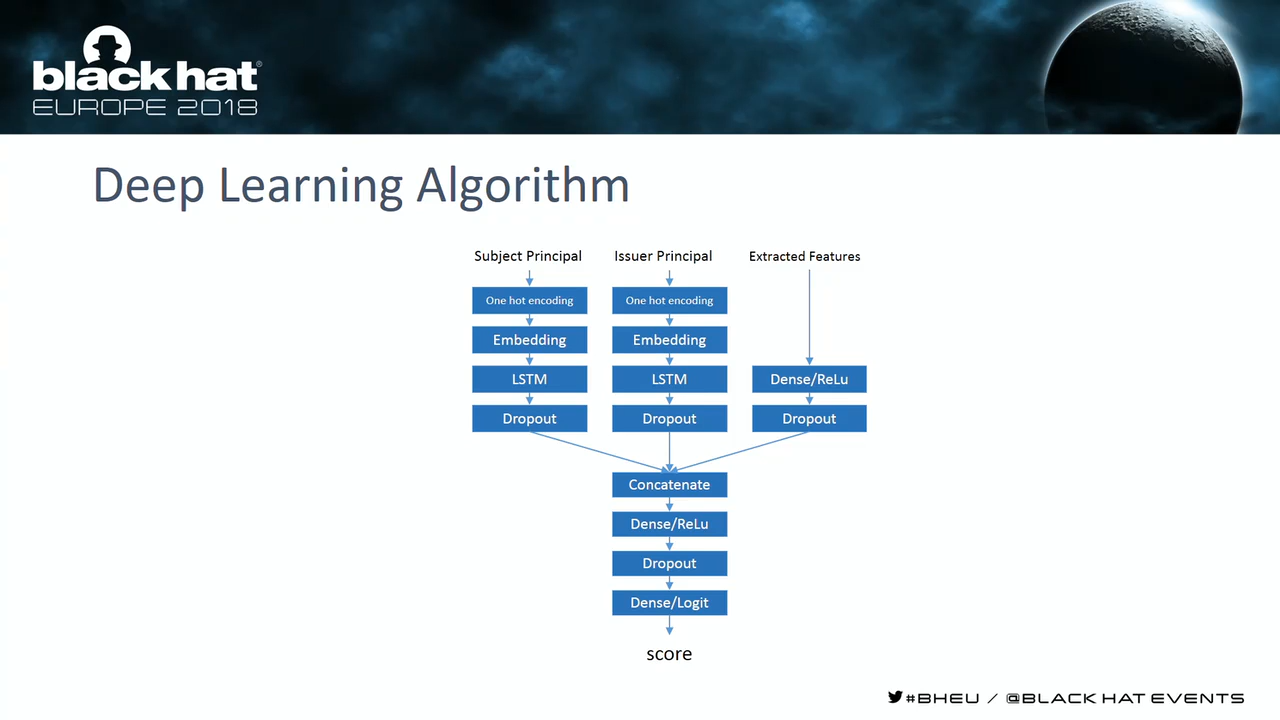 black hat®
EUROPE 2018
Deep Learning Algorithm
Subject Principal Issuer Principal Extracted Features
One hot encoding One hot encoding
Embedding Embedding
LSTM LSTM Dense/ReLu
Dropout Dropout Dropout
Concatenate
Dense/ReLu
Dropout
Dense/Logit
score
#BHEU / @BLACK HAT EVENTS